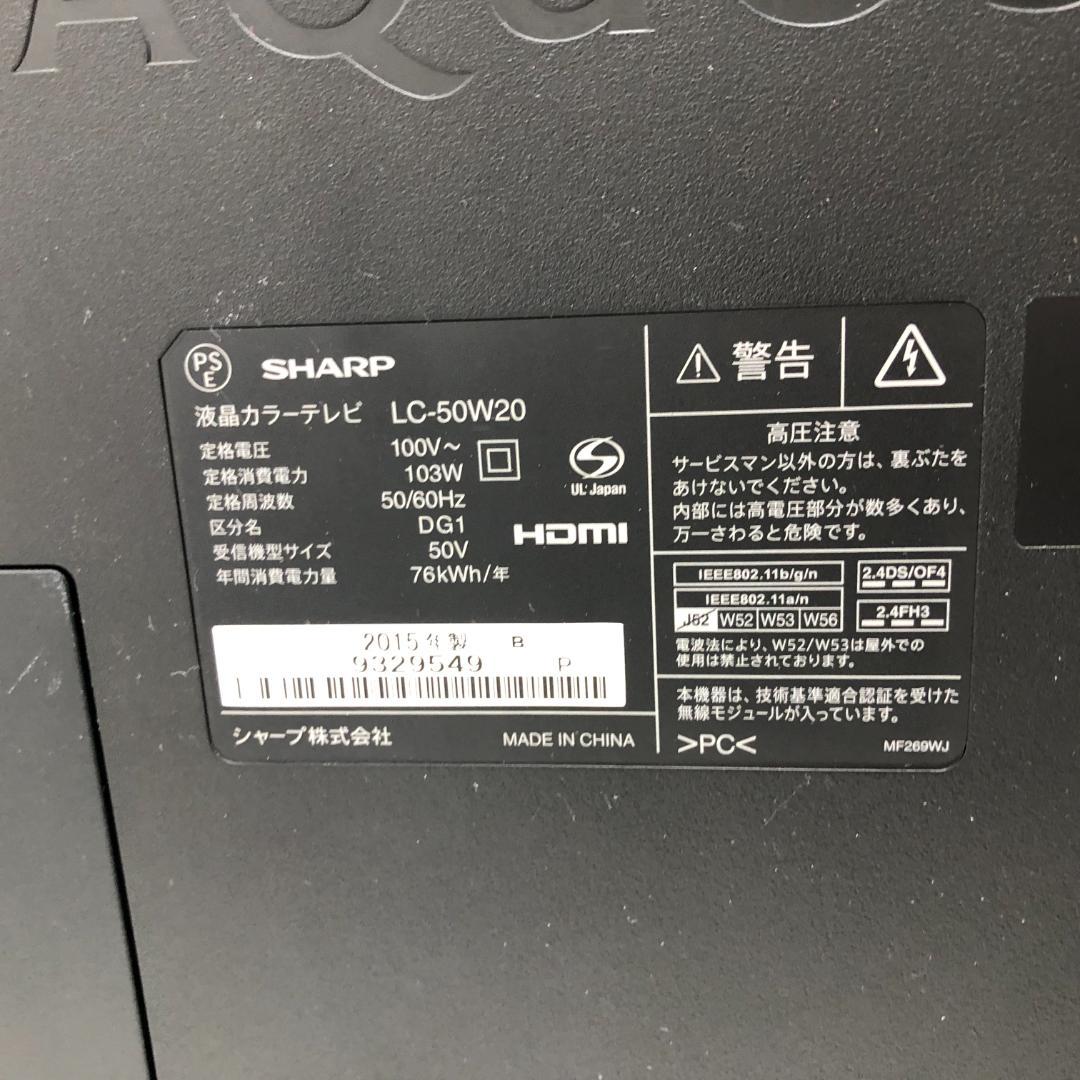 AQUOS
PS
E
SHARP
液晶カラーテレビ LC-50W20
定格電圧 100V～
定格消費電力 103W
定格周波数 50/60Hz
区分名 DG1
受信機型サイズ 50V
年間消費電力量 76kWh/年
UL Japan
HDMI
2015年製 B
9329549 P
シャープ株式会社 MADE IN CHINA
警告
高圧注意
サービスマン以外の方は、裏ぶたを
あけないでください。
内部には高電圧部分が数多くあり、
万一さわると危険です。
IEEE802.11b/g/n
IEEE802.11a/n
J52 W52 W53 W56
2.4DS/OF4
2.4FH3
電波法により、W52/W53は屋外での
使用は禁止されております。
本機器は、技術基準適合認証を受けた
無線モジュールが入っています。
>PC< MF269WJ